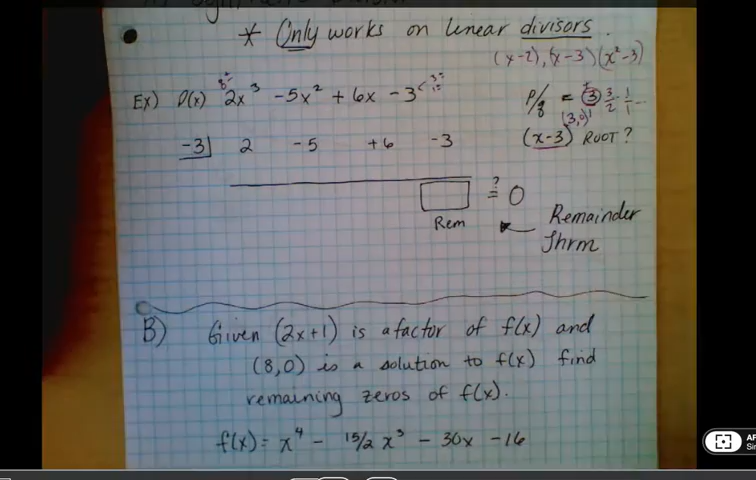 * Only works on linear divisors.
(x-2), (x-3) (x²-3)
Ex) P(x) 2x³ -5x² + 6x -3
P/q = ±3 3/2 1/1 ...
(3,0)
(x-3) ROOT?
-3 2 -5 +6 -3
? = 0
Rem
Remainder
Thrm
B) Given (2x+1) is a factor of f(x) and
(8,0) is a solution to f(x) find
remaining zeros of f(x).
f(x) = x⁴ - 15/2 x³ - 30x - 16